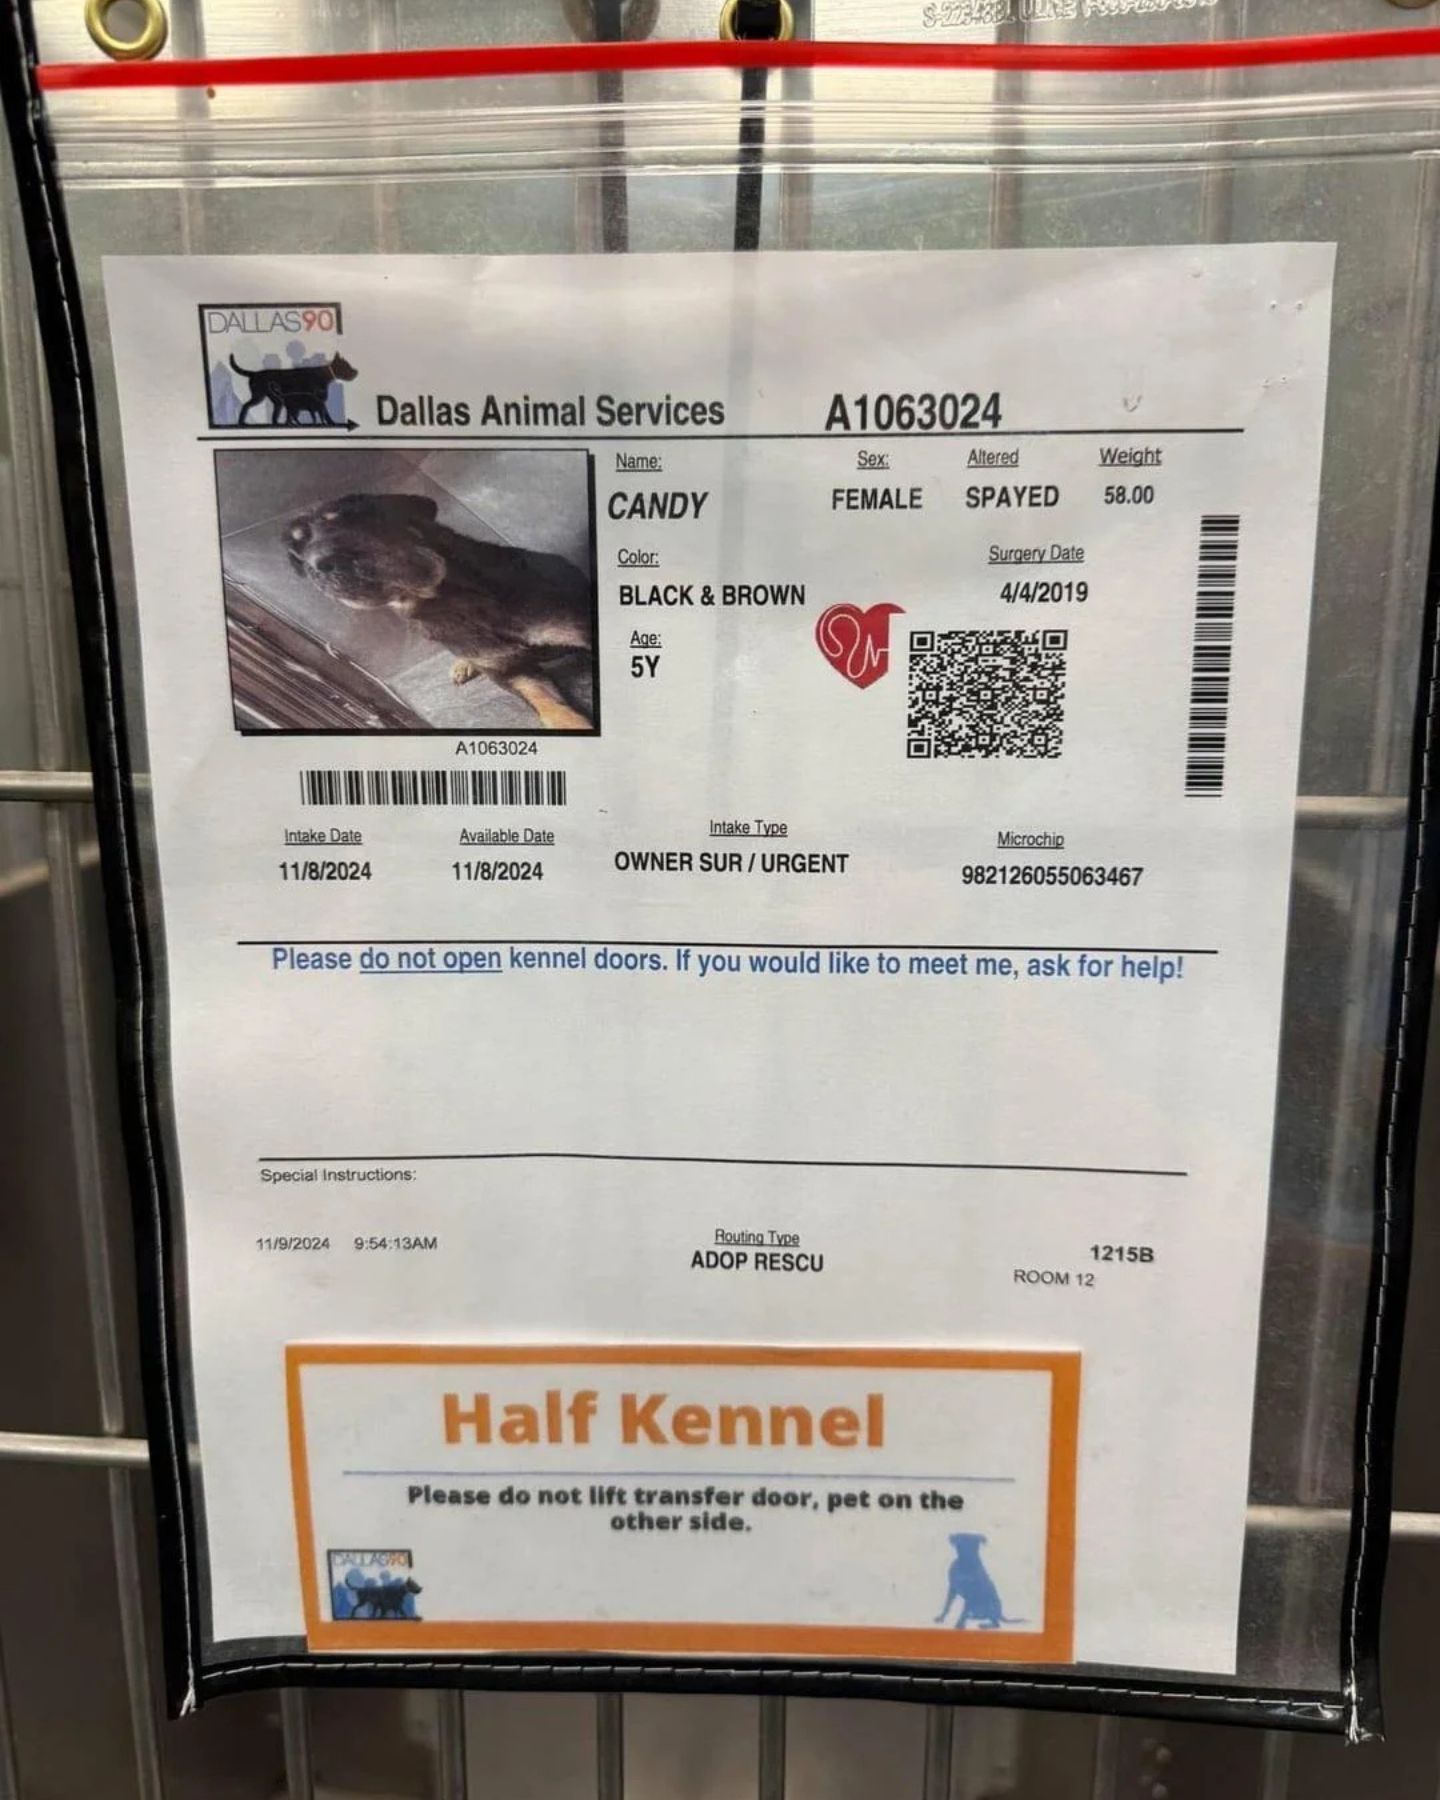 DALLAS90
Dallas Animal Services A1063024
Name: Sex: Altered Weight
CANDY FEMALE SPAYED 58.00
Color: Surgery Date
BLACK & BROWN 4/4/2019
Age:
5Y
A1063024
Intake Date Available Date Intake Type Microchip
11/8/2024 11/8/2024 OWNER SUR / URGENT 982126055063467
Please do not open kennel doors. If you would like to meet me, ask for help!
Special Instructions:
11/9/2024 9:54:13AM Routing Type 1215B
ADOP RESCU ROOM 12
Half Kennel
Please do not lift transfer door, pet on the
other side.
DALLAS90